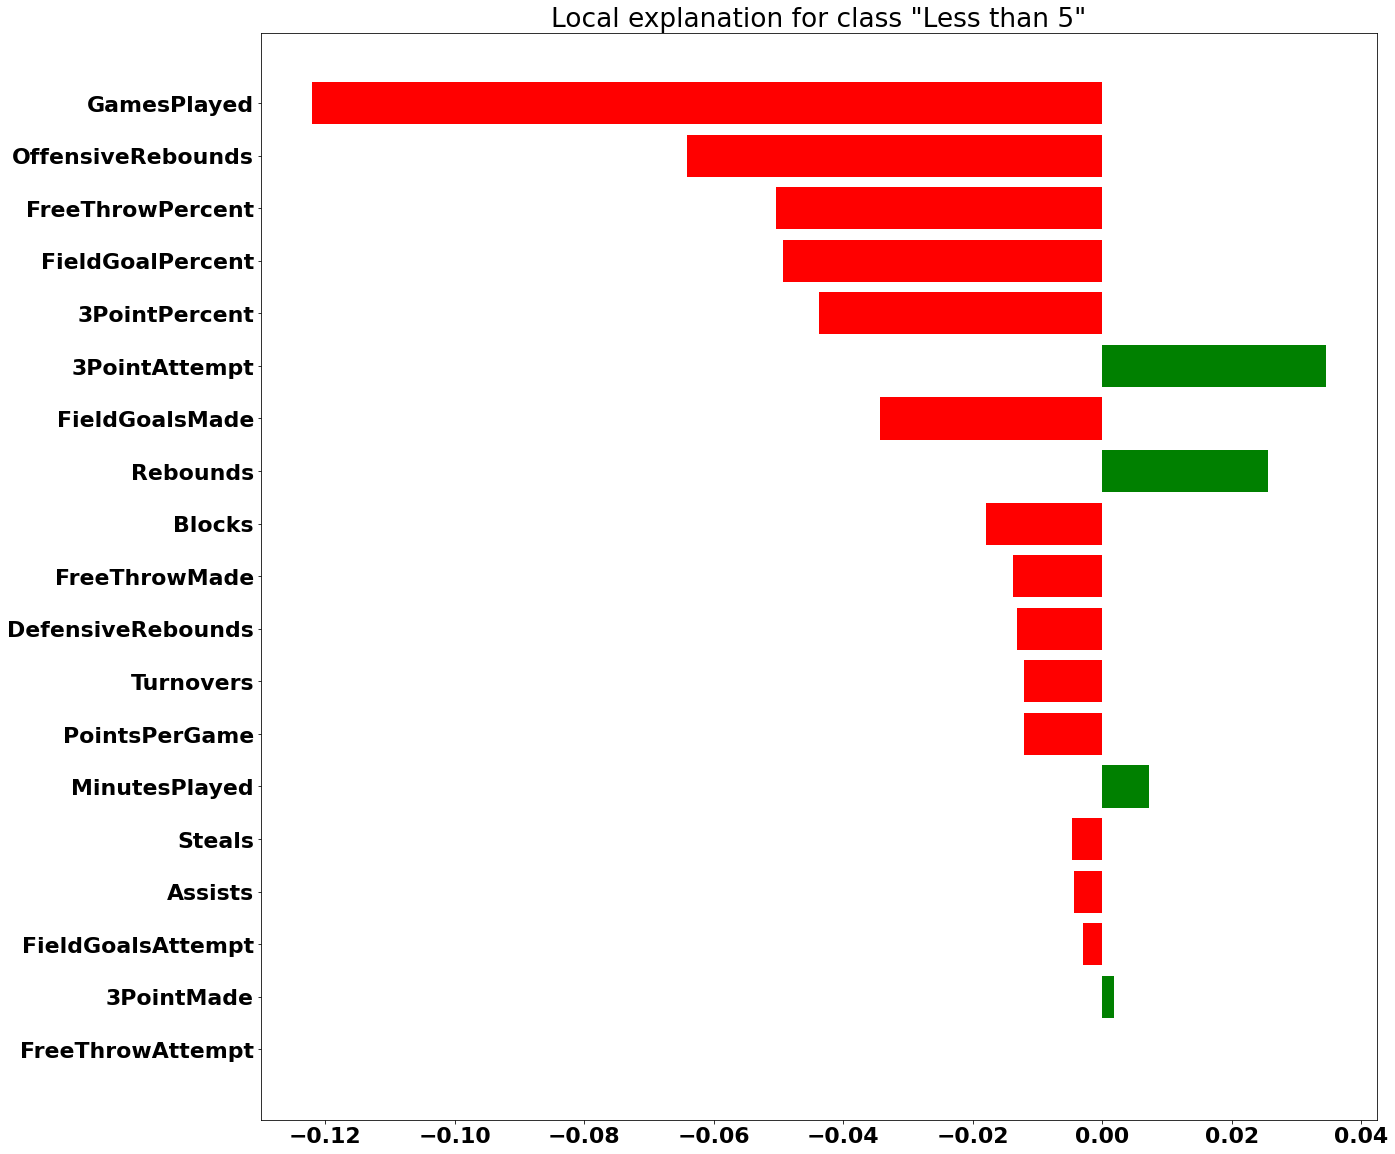 Local explanation for class "Less than 5"
GamesPlayed
OffensiveRebounds
FreeThrowPercent
FieldGoalPercent
3PointPercent
3PointAttempt
FieldGoalsMade
Rebounds
Blocks
FreeThrowMade
DefensiveRebounds
Turnovers
PointsPerGame
MinutesPlayed
Steals
Assists
FieldGoalsAttempt
3PointMade
FreeThrowAttempt
−0.12 −0.10 −0.08 −0.06 −0.04 −0.02 0.00 0.02 0.04